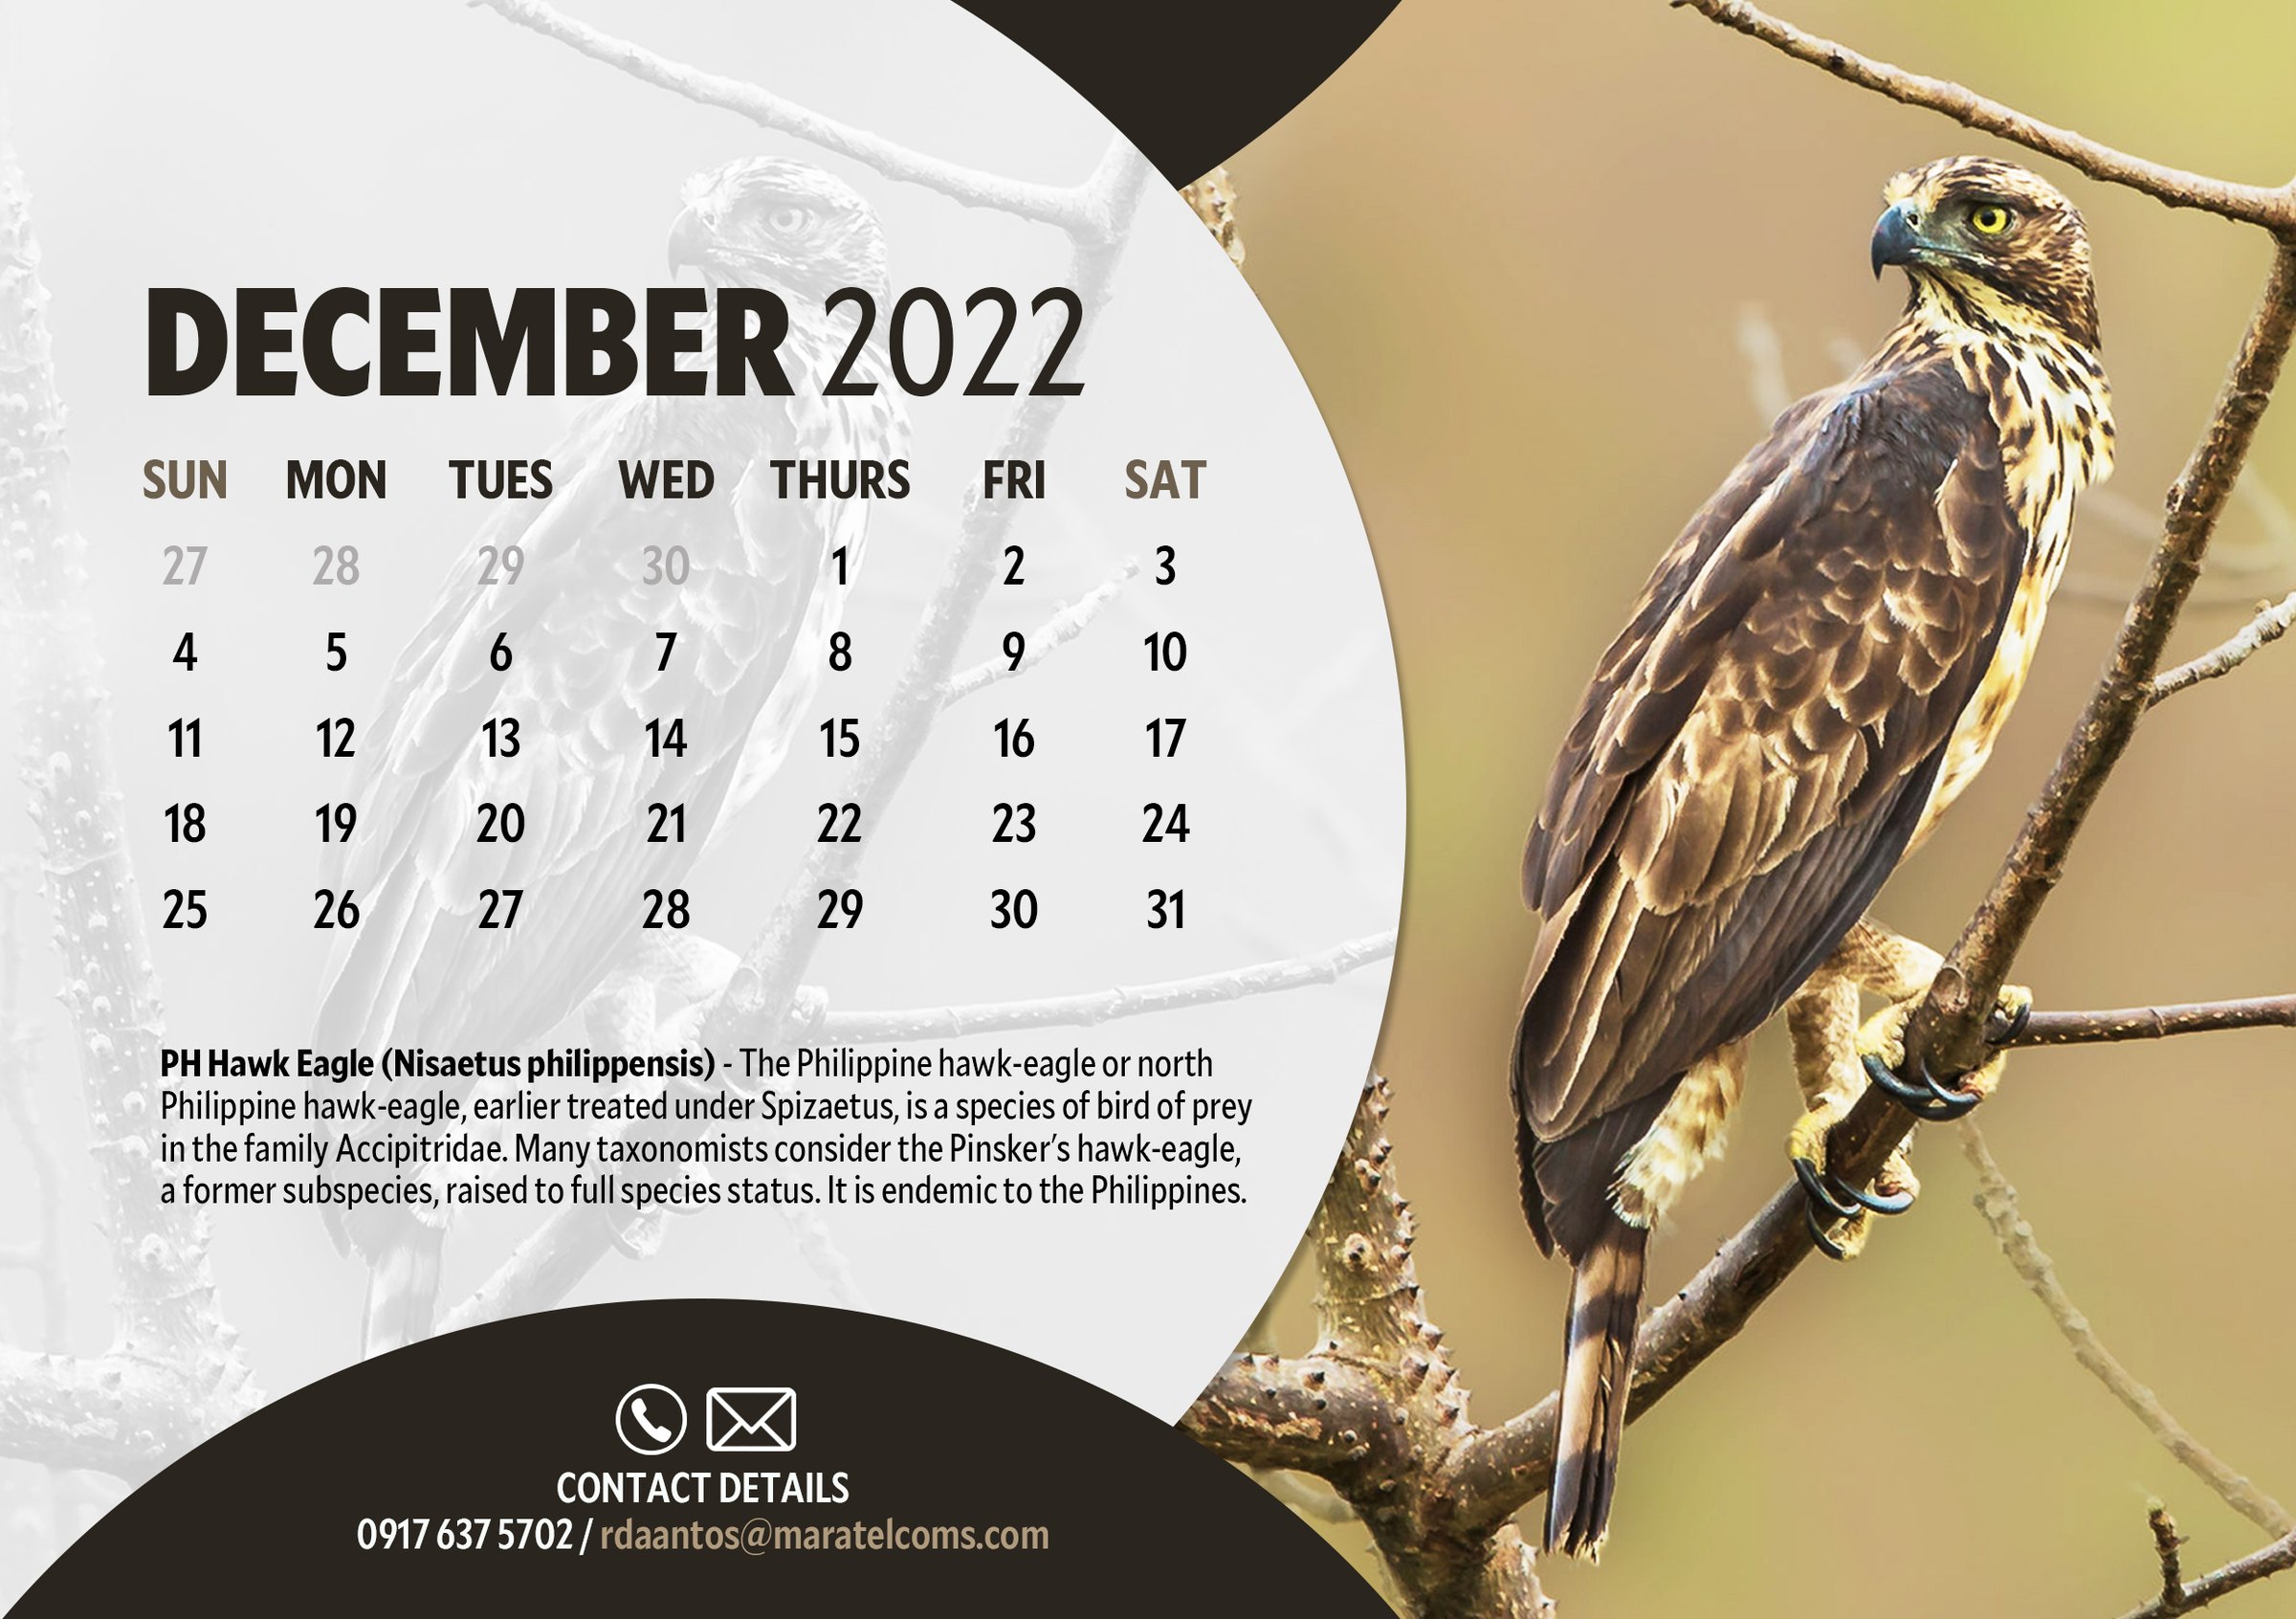 DECEMBER 2022
SUN MON TUES WED THURS FRI SAT
27 28 29 30 1 2 3
4 5 6 7 8 9 10
11 12 13 14 15 16 17
18 19 20 21 22 23 24
25 26 27 28 29 30 31
PH Hawk Eagle (Nisaetus philippensis) - The Philippine hawk-eagle or north
Philippine hawk-eagle, earlier treated under Spizaetus, is a species of bird of prey
in the family Accipitridae. Many taxonomists consider the Pinsker's hawk-eagle,
a former subspecies, raised to full species status. It is endemic to the Philippines.
CONTACT DETAILS
0917 637 5702 / rdaantos@maratelcoms.com